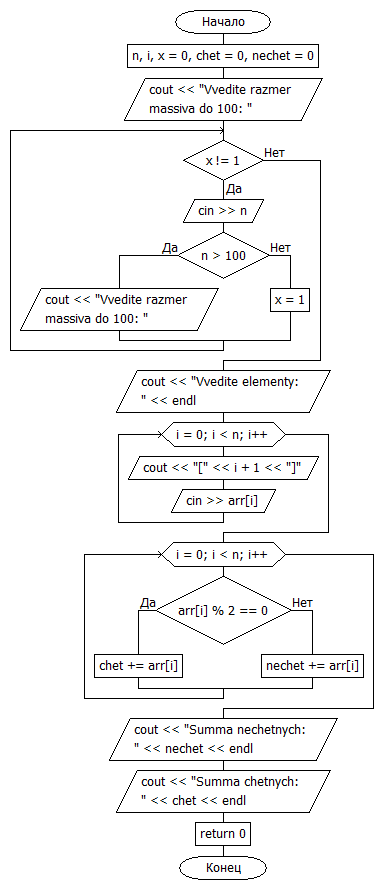 Начало
n, i, x = 0, chet = 0, nechet = 0
cout << "Vvedite razmer
massiva do 100: "
x != 1
Нет
Да
cin >> n
Да
n > 100
Нет
cout << "Vvedite razmer
massiva do 100: "
x = 1
cout << "Vvedite elementy:
" << endl
i = 0; i < n; i++
cout << "[" << i + 1 << "]"
cin >> arr[i]
i = 0; i < n; i++
Да
arr[i] % 2 == 0
Нет
chet += arr[i]
nechet += arr[i]
cout << "Summa nechetnych:
" << nechet << endl
cout << "Summa chetnych:
" << chet << endl
return 0
Конец